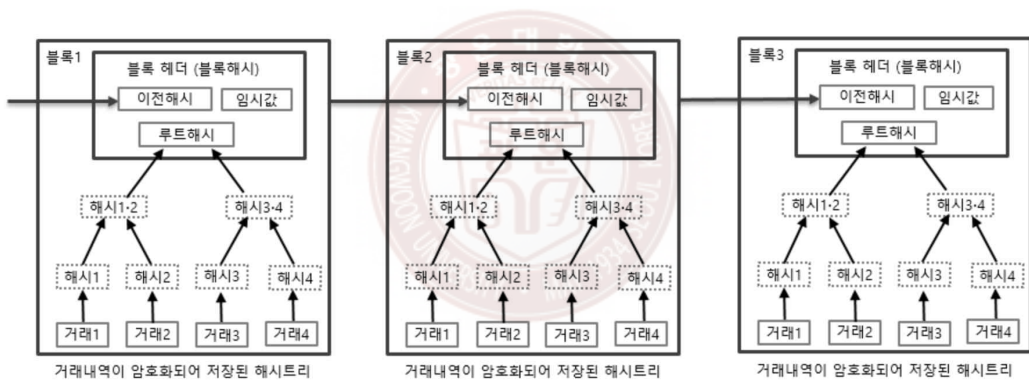 블록1
블록 헤더 (블록해시)
이전해시 임시값
루트해시
해시1·2 해시3·4
해시1 해시2 해시3 해시4
거래1 거래2 거래3 거래4
거래내역이 암호화되어 저장된 해시트리
블록2
블록 헤더 (블록해시)
이전해시 임시값
루트해시
해시1·2 해시3·4
해시1 해시2 해시3 해시4
거래1 거래2 거래3 거래4
거래내역이 암호화되어 저장된 해시트리
블록3
블록 헤더 (블록해시)
이전해시 임시값
루트해시
해시1·2 해시3·4
해시1 해시2 해시3 해시4
거래1 거래2 거래3 거래4
거래내역이 암호화되어 저장된 해시트리